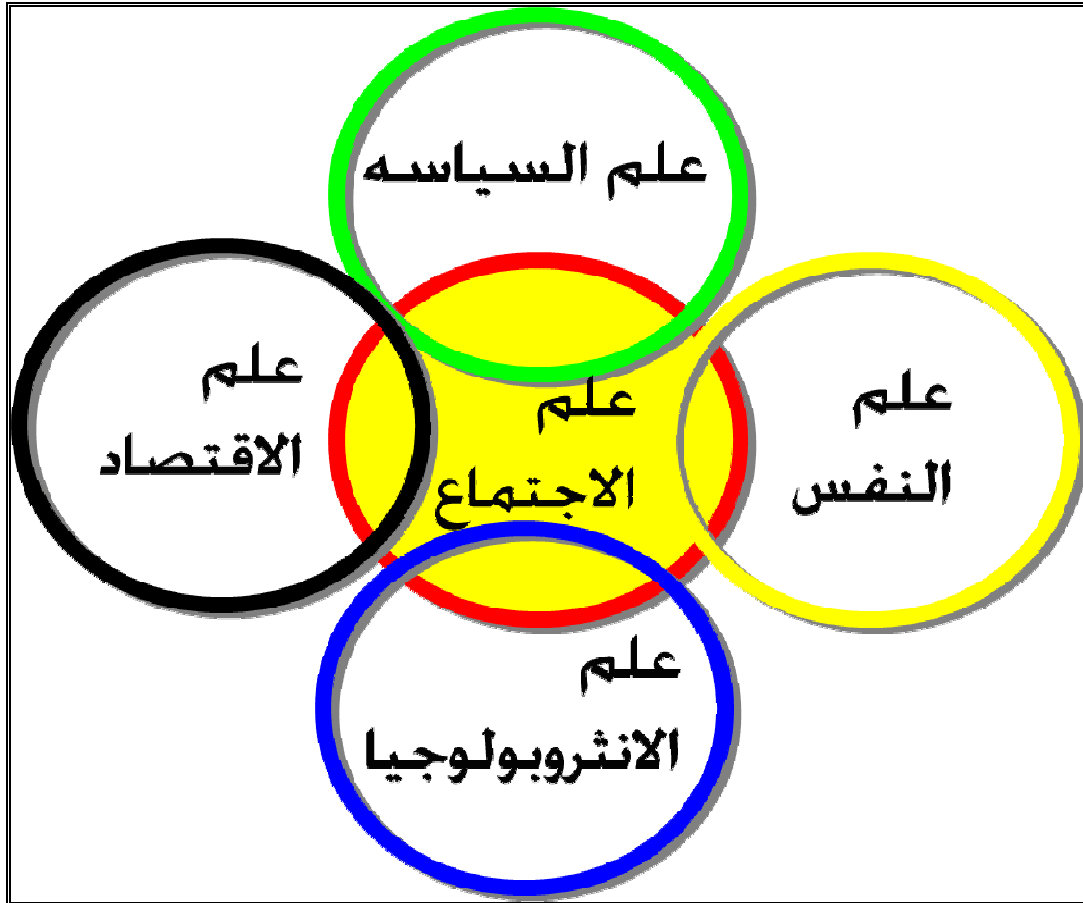 علم السياسه
علم
الاقتصاد
علم
الاجتماع
علم
النفس
علم
الانثروبولوجيا